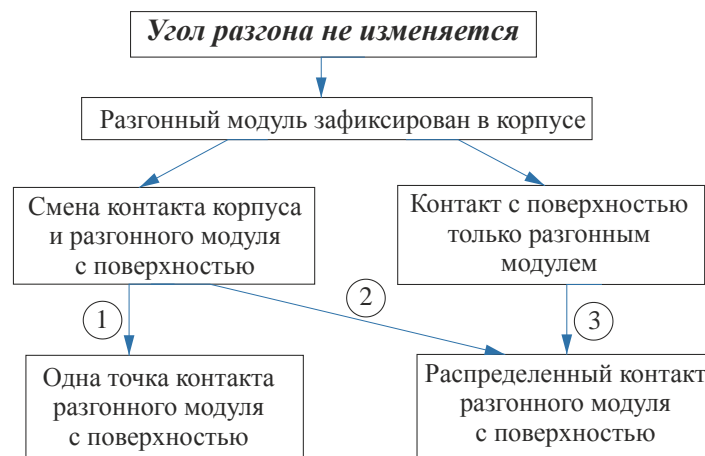 Угол разгона не изменяется
Разгонный модуль зафиксирован в корпусе
Смена контакта корпуса
и разгонного модуля
с поверхностью
Контакт с поверхностью
только разгонным
модулем
1
2
3
Одна точка контакта
разгонного модуля
с поверхностью
Распределенный контакт
разгонного модуля
с поверхностью